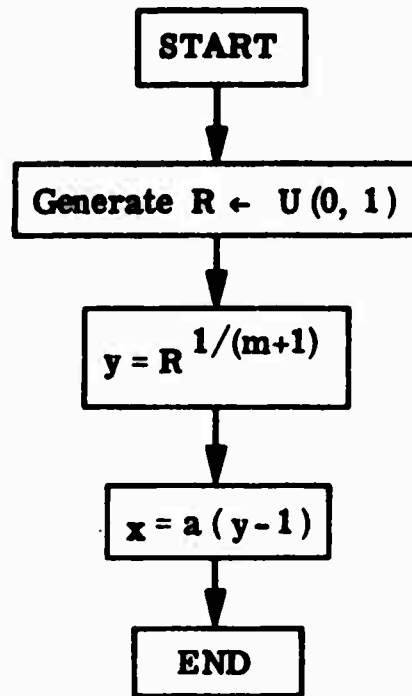 START
Generate R ← U(0, 1)
y = R^1/(m+1)
x = a (y-1)
END